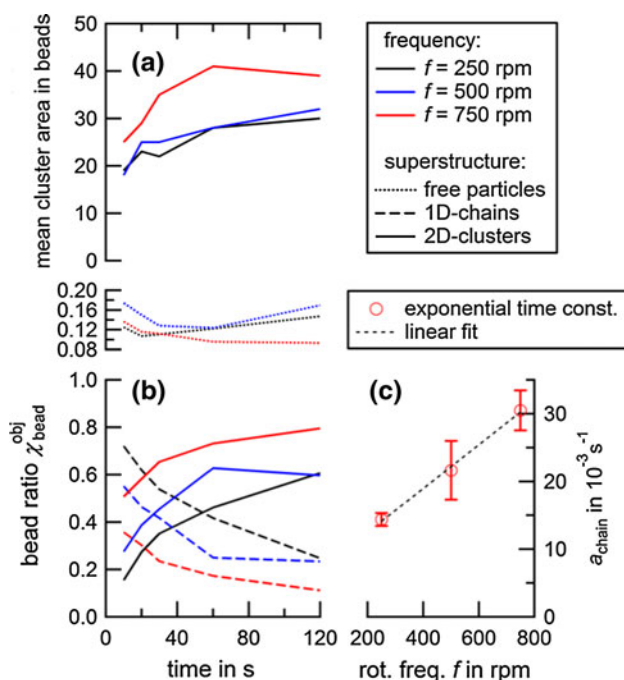 mean cluster area in beads
50
40
30
20
10
0
(a)
frequency:
f = 250 rpm
f = 500 rpm
f = 750 rpm
superstructure:
free particles
1D-chains
2D-clusters
0.20
0.16
0.12
0.08
exponential time const.
linear fit
bead ratio χ obj bead
1.0
0.8
0.6
0.4
0.2
0.0
(b)
0 40 80 120
time in s
(c)
30
20
10
0
a chain in 10⁻³ s⁻¹
200 400 600 800
rot. freq. f in rpm